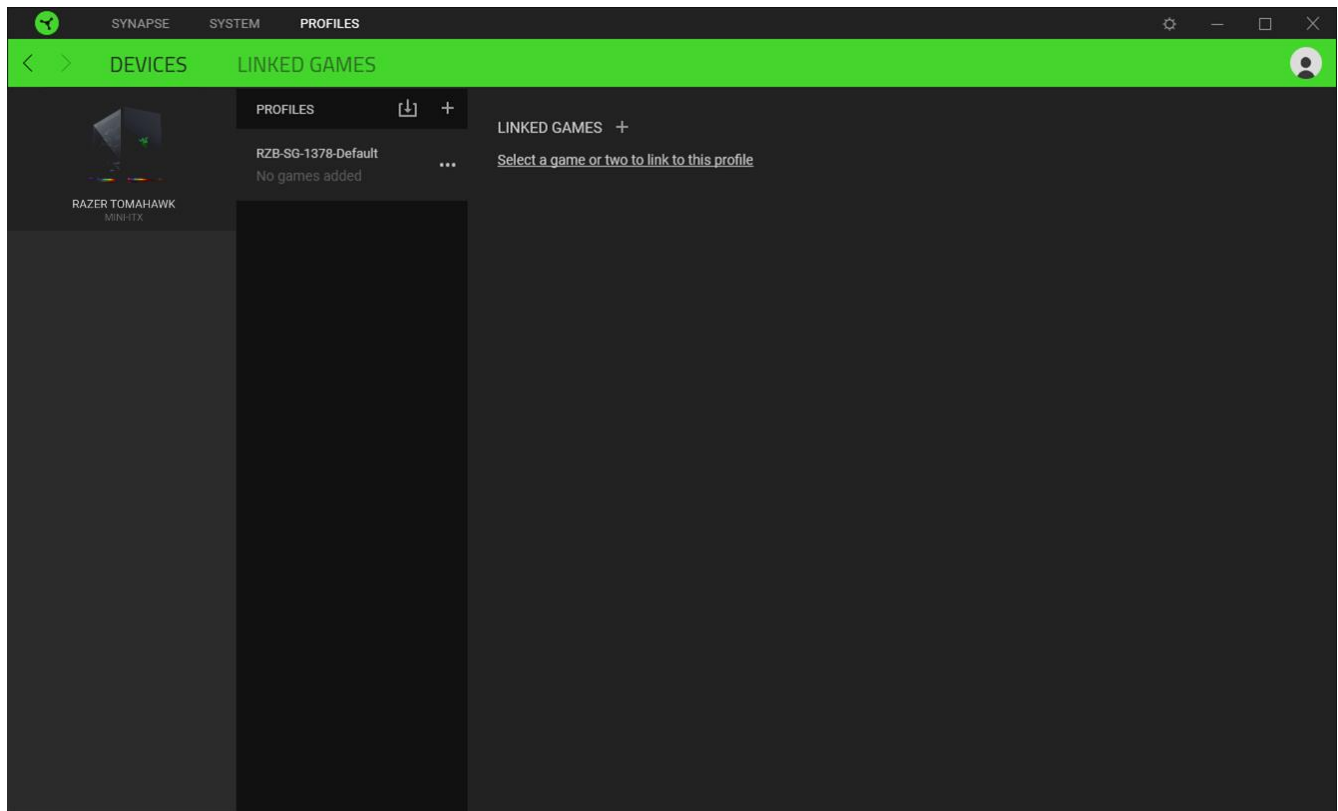 SYNAPSE SYSTEM PROFILES
DEVICES LINKED GAMES
PROFILES
RZB-SG-1378-Default
No games added
LINKED GAMES
Select a game or two to link to this profile
RAZER TOMAHAWK
MINI-ITX